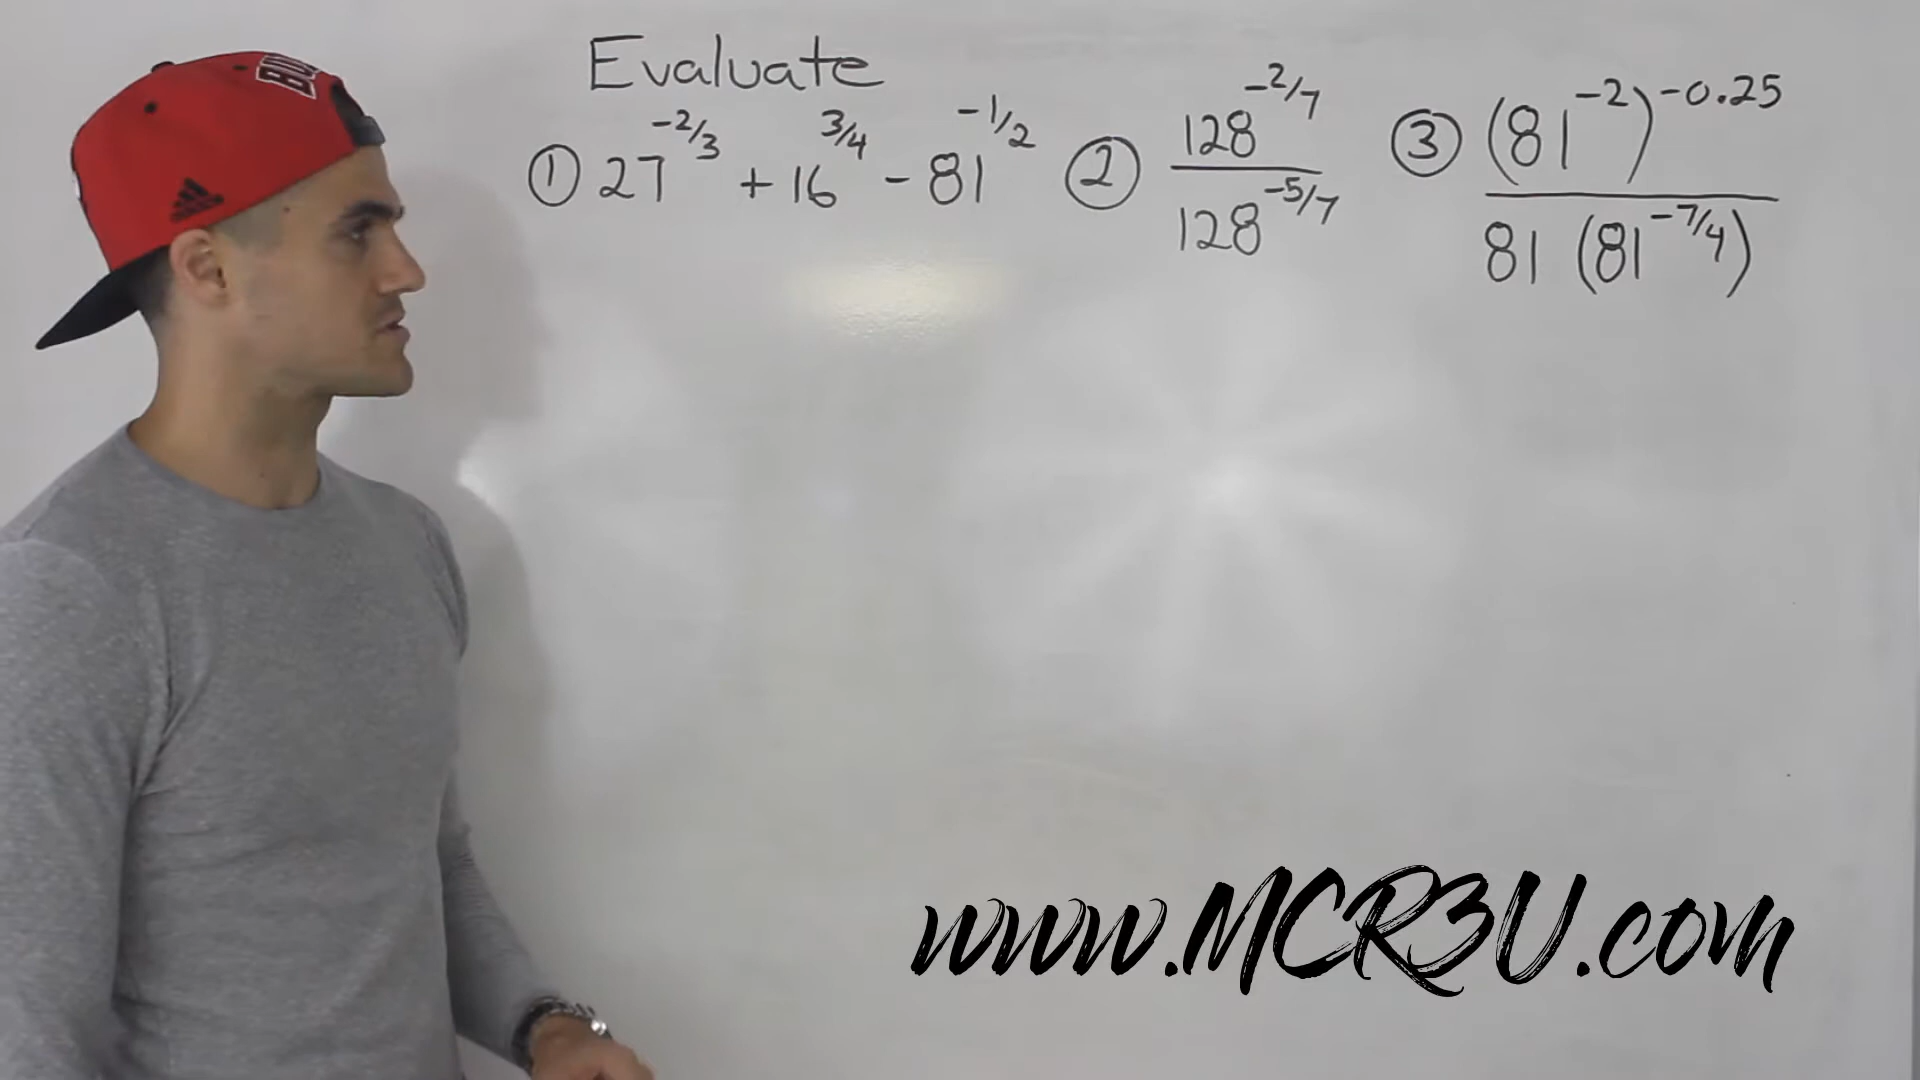 Evaluate
① 27^(-2/3) + 16^(3/4) - 81^(-1/2)
② 128^(-2/7) / 128^(-5/7)
③ (81^(-2))^(-0.25) / 81 (81^(-7/4))
www.MCR3U.com